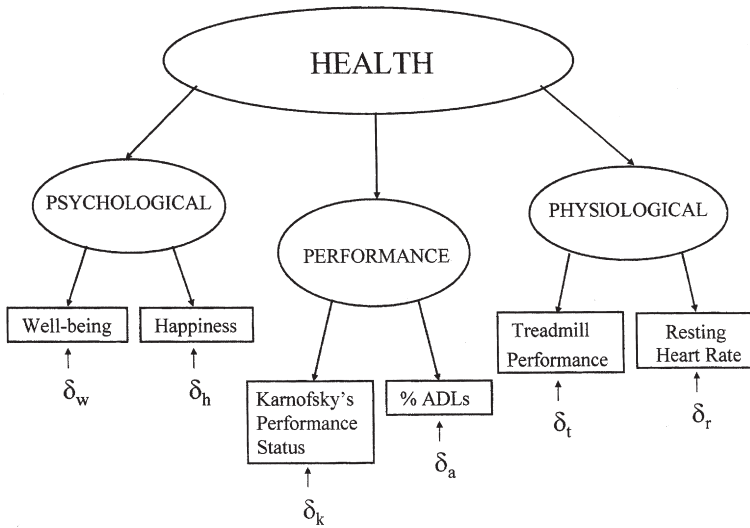 HEALTH
PSYCHOLOGICAL
PERFORMANCE
PHYSIOLOGICAL
Well-being
Happiness
Karnofsky's
Performance
Status
% ADLs
Treadmill
Performance
Resting
Heart Rate
δw
δh
δk
δa
δt
δr